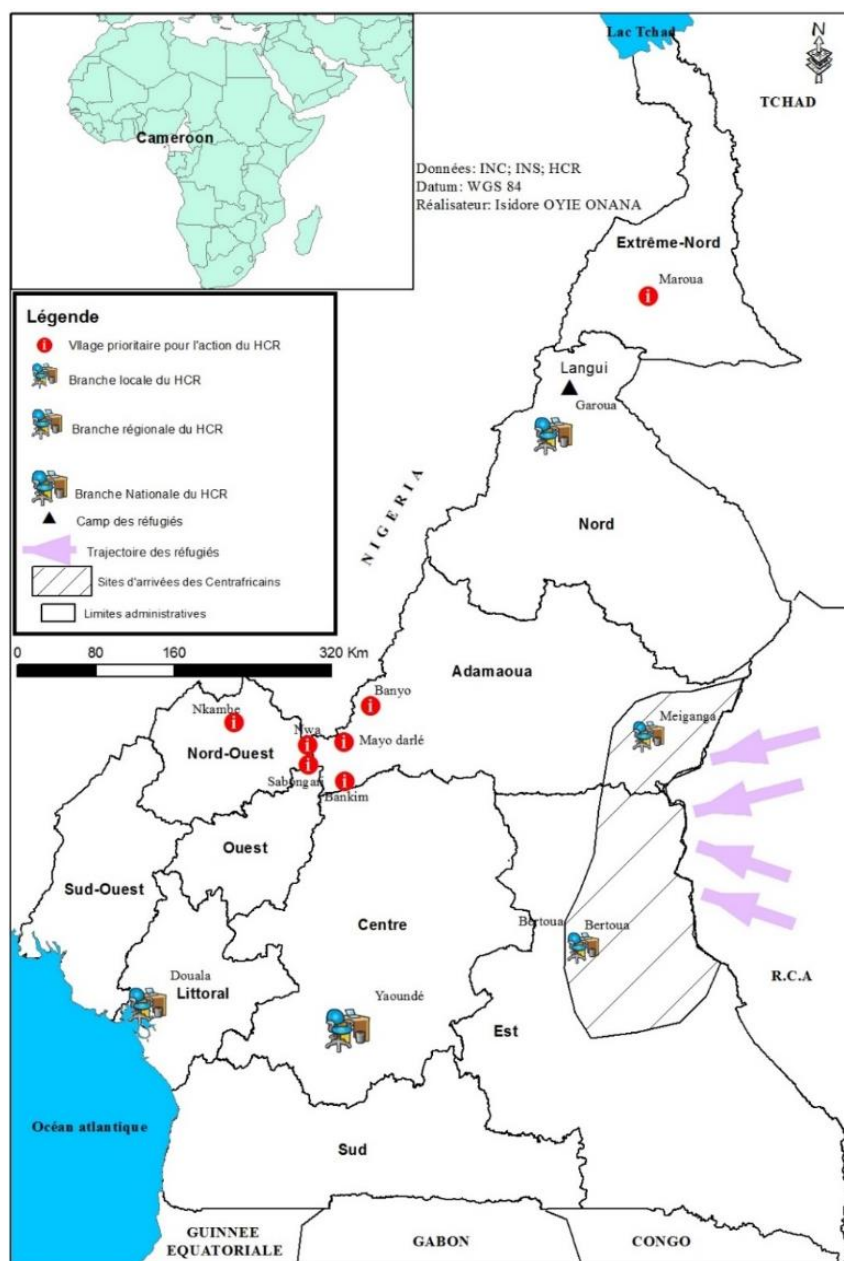 Lac Tchad
N
TCHAD
Cameroon
Données: INC; INS; HCR
Datum: WGS 84
Réalisateur: Isidore OYIE ONANA
Extrême-Nord
Maroua
Légende
VIlage prioritaire pour l'action du HCR
Branche locale du HCR
Branche régionale du HCR
Branche Nationale du HCR
Camp des réfugiés
Trajectoire des réfugiés
Sites d'arrivées des Centrafricains
Limites administratives
0 80 160 320 Km
Langui
Garoua
NIGERIA
Nord
Adamaoua
Banyo
Nkambe
Nwa
Mayo darlé
Meiganga
Nord-Ouest
Sabongari
Bankim
Ouest
Sud-Ouest
Centre
Bertoua
Bertoua
R.C.A
Douala
Littoral
Yaoundé
Est
Océan atlantique
Sud
GUINNEE
EQUATORIALE
GABON
CONGO